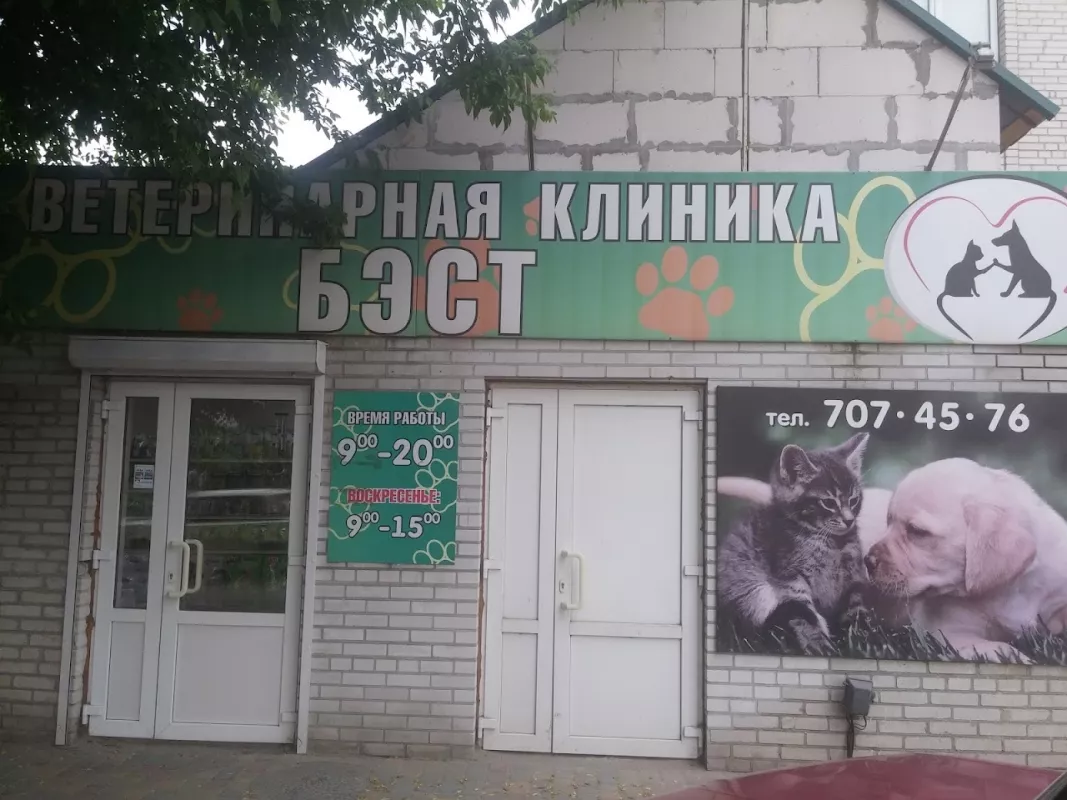 ВЕТЕРИНАРНАЯ КЛИНИКА
БЭСТ
ВРЕМЯ РАБОТЫ
9⁰⁰-20⁰⁰
ВОСКРЕСЕНЬЕ:
9⁰⁰-15⁰⁰
тел. 707·45·76